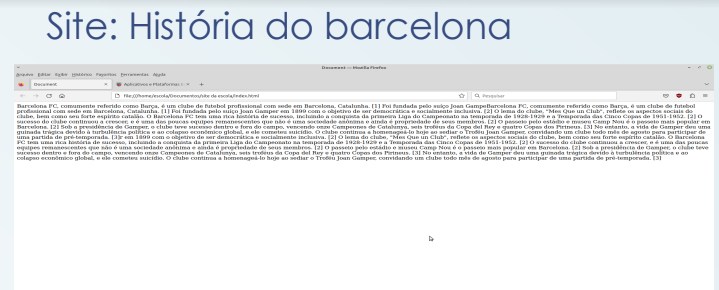 Site: História do barcelona
Document — Mozilla Firefox
Arquivo Editar Exibir Histórico Favoritos Ferramentas Ajuda
Document × Aplicativos e Plataformas × +
file:///home/escola/Documentos/site da escola/index.html Pesquisar
Barcelona FC, comumente referido como Barça, é um clube de futebol profissional com sede em Barcelona, Catalunha. [1] Foi fundada pelo suíço Joan GampeBarcelona FC, comumente referido como Barça, é um clube de futebol
profissional com sede em Barcelona, Catalunha. [1] Foi fundada pelo suíço Joan Gamper em 1899 com o objetivo de ser democrática e socialmente inclusiva. [2] O lema do clube, "Mes Que un Club", reflete os aspectos sociais do
clube, bem como seu forte espírito catalão. O Barcelona FC tem uma rica história de sucesso, incluindo a conquista da primeira Liga do Campeonato na temporada de 1928-1929 e a Temporada das Cinco Copas de 1951-1952. [2] O
sucesso do clube continuou a crescer, e é uma das poucas equipes remanescentes que não é uma sociedade anônima e ainda é propriedade de seus membros. [2] O passeio pelo estádio e museu Camp Nou é o passeio mais popular em
Barcelona. [2] Sob a presidência de Gamper, o clube teve sucesso dentro e fora do campo, vencendo onze Campeones de Catalunya, seis troféus da Copa del Rey e quatro Copas dos Pirineus. [3] No entanto, a vida de Gamper deu uma
guinada trágica devido à turbulência política e ao colapso econômico global, e ele cometeu suicídio. O clube continua a homenageá-lo hoje ao sediar o Troféu Joan Gamper, convidando um clube todo mês de agosto para participar de
uma partida de pré-temporada. [3]r em 1899 com o objetivo de ser democrática e socialmente inclusiva. [2] O lema do clube, "Mes Que un Club", reflete os aspectos sociais do clube, bem como seu forte espírito catalão. O Barcelona
FC tem uma rica história de sucesso, incluindo a conquista da primeira Liga do Campeonato na temporada de 1928-1929 e a Temporada das Cinco Copas de 1951-1952. [2] O sucesso do clube continuou a crescer, e é uma das poucas
equipes remanescentes que não é uma sociedade anônima e ainda é propriedade de seus membros. [2] O passeio pelo estádio e museu Camp Nou é o passeio mais popular em Barcelona. [2] Sob a presidência de Gamper, o clube teve
sucesso dentro e fora do campo, vencendo onze Campeones de Catalunya, seis troféus da Copa del Rey e quatro Copas dos Pirineus. [3] No entanto, a vida de Gamper deu uma guinada trágica devido à turbulência política e ao
colapso econômico global, e ele cometeu suicídio. O clube continua a homenageá-lo hoje ao sediar o Troféu Joan Gamper, convidando um clube todo mês de agosto para participar de uma partida de pré-temporada. [3]